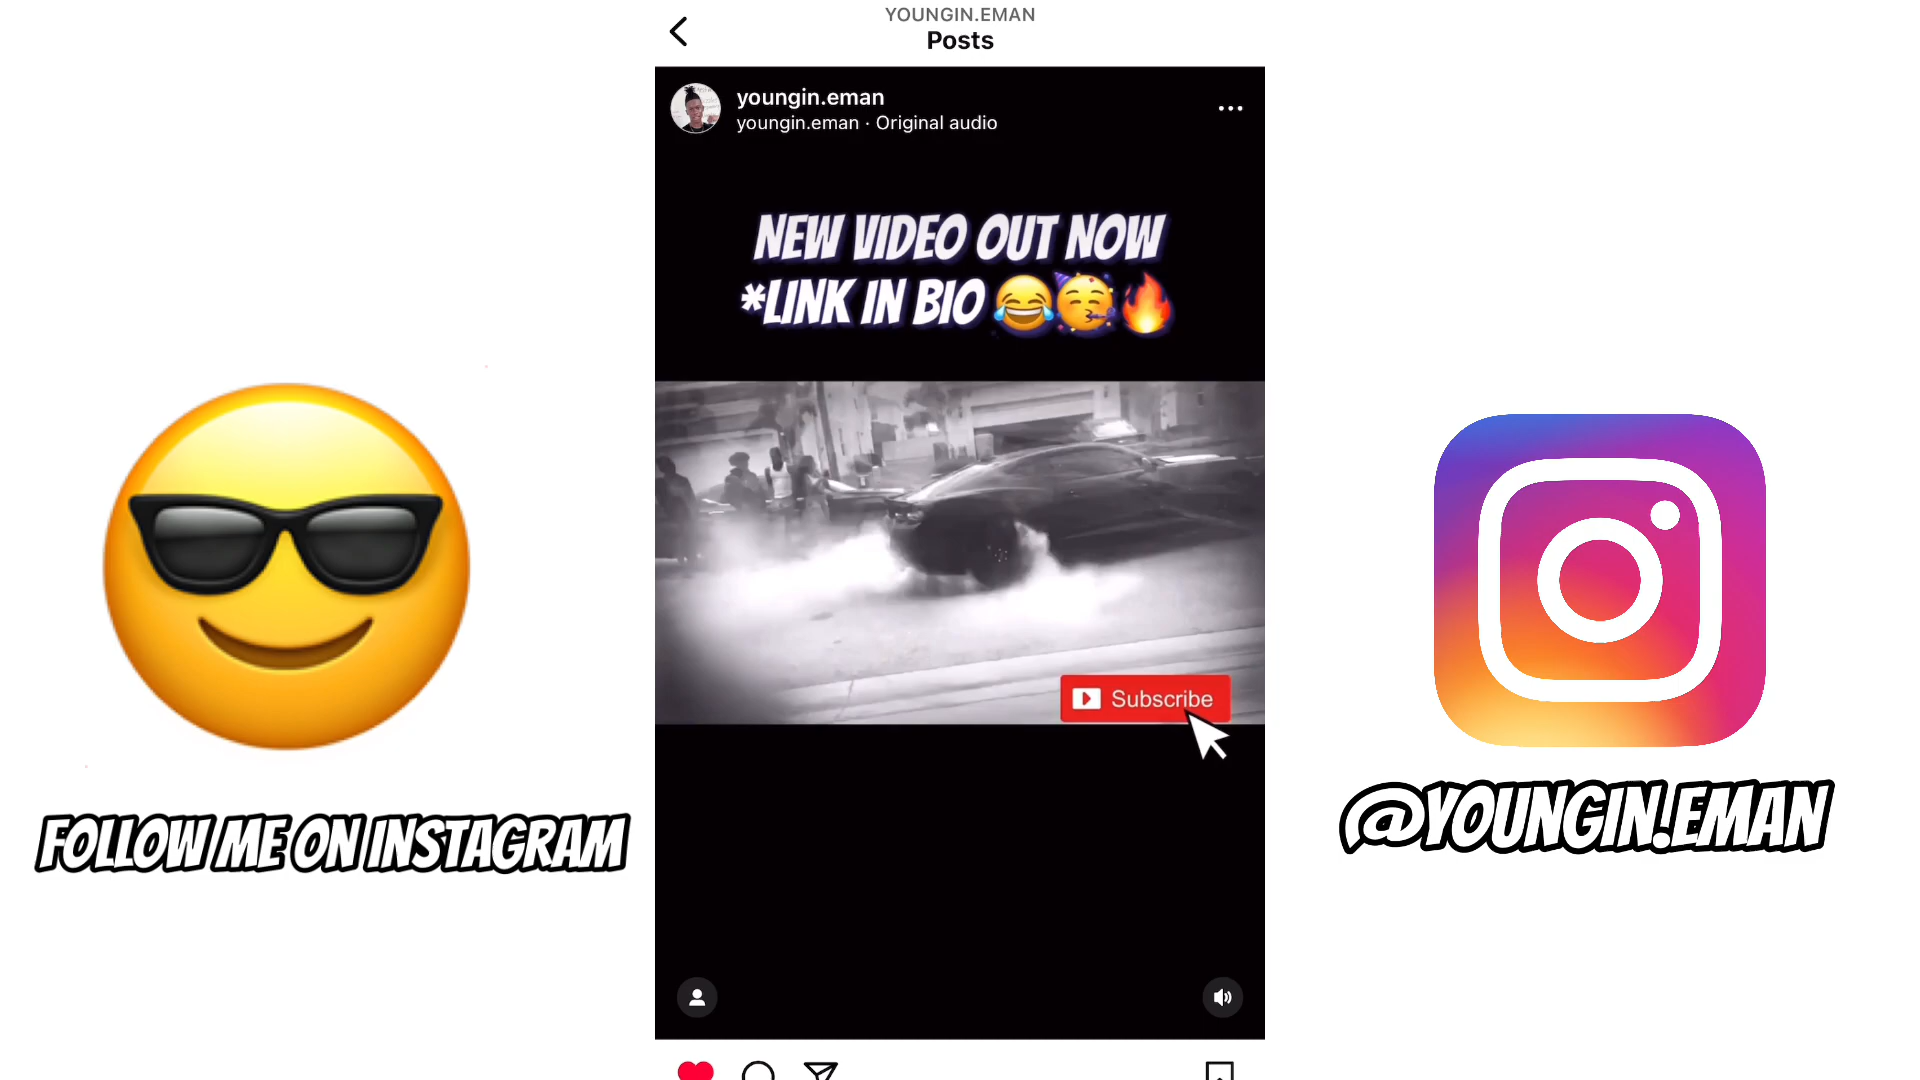 YOUNGIN.EMAN
Posts
youngin.eman
youngin.eman · Original audio
NEW VIDEO OUT NOW
*LINK IN BIO 😂🥳🔥
Subscribe
FOLLOW ME ON INSTAGRAM
@YOUNGIN.EMAN